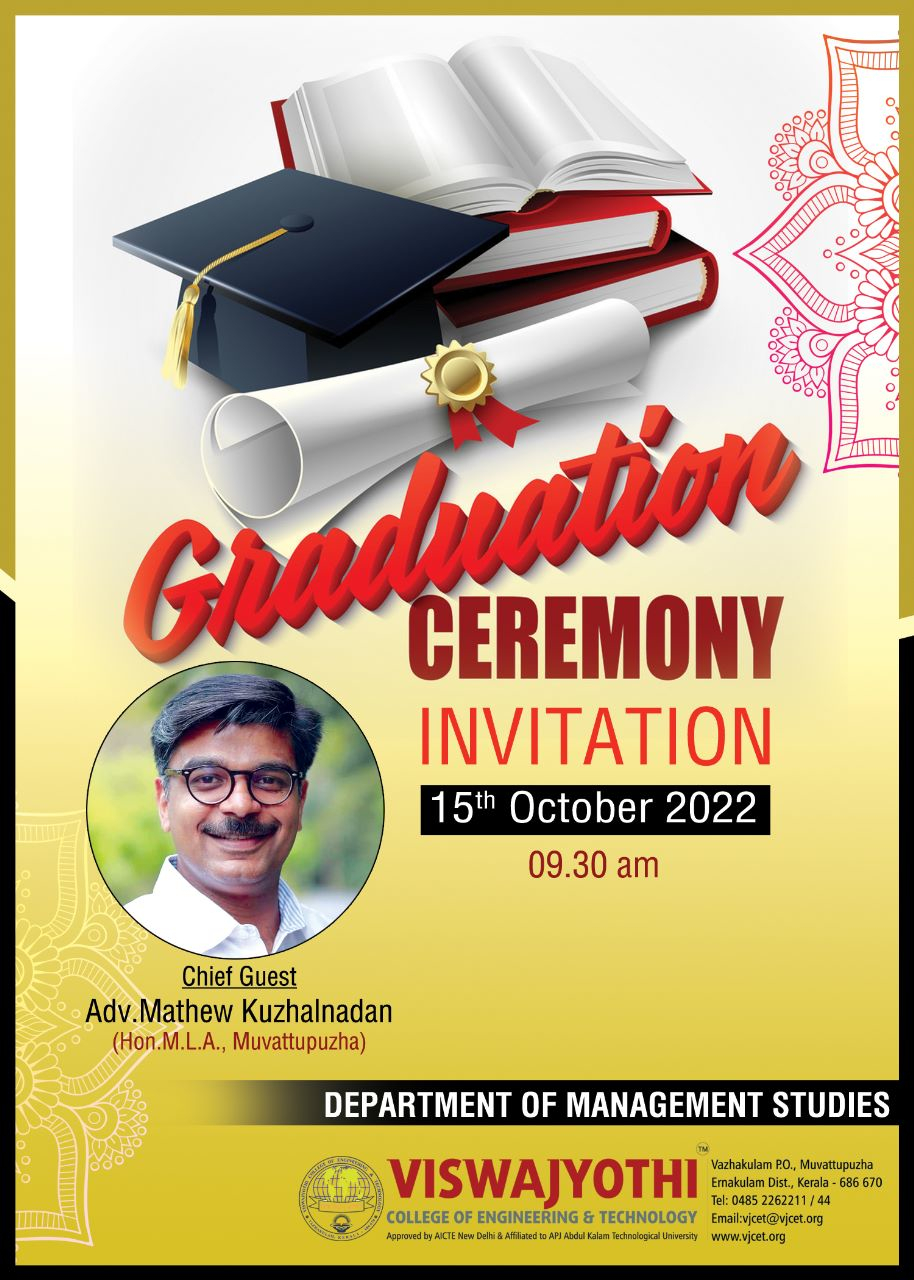 Graduation
CEREMONY
INVITATION
15th October 2022
09.30 am
Chief Guest
Adv.Mathew Kuzhalnadan
(Hon.M.L.A., Muvattupuzha)
DEPARTMENT OF MANAGEMENT STUDIES
VISWAJYOTHI TM
COLLEGE OF ENGINEERING & TECHNOLOGY
Approved by AICTE New Delhi & Affiliated to APJ Abdul Kalam Technological University
Vazhakulam P.O., Muvattupuzha
Ernakulam Dist., Kerala - 686 670
Tel: 0485 2262211 / 44
Email:vjcet@vjcet.org
www.vjcet.org